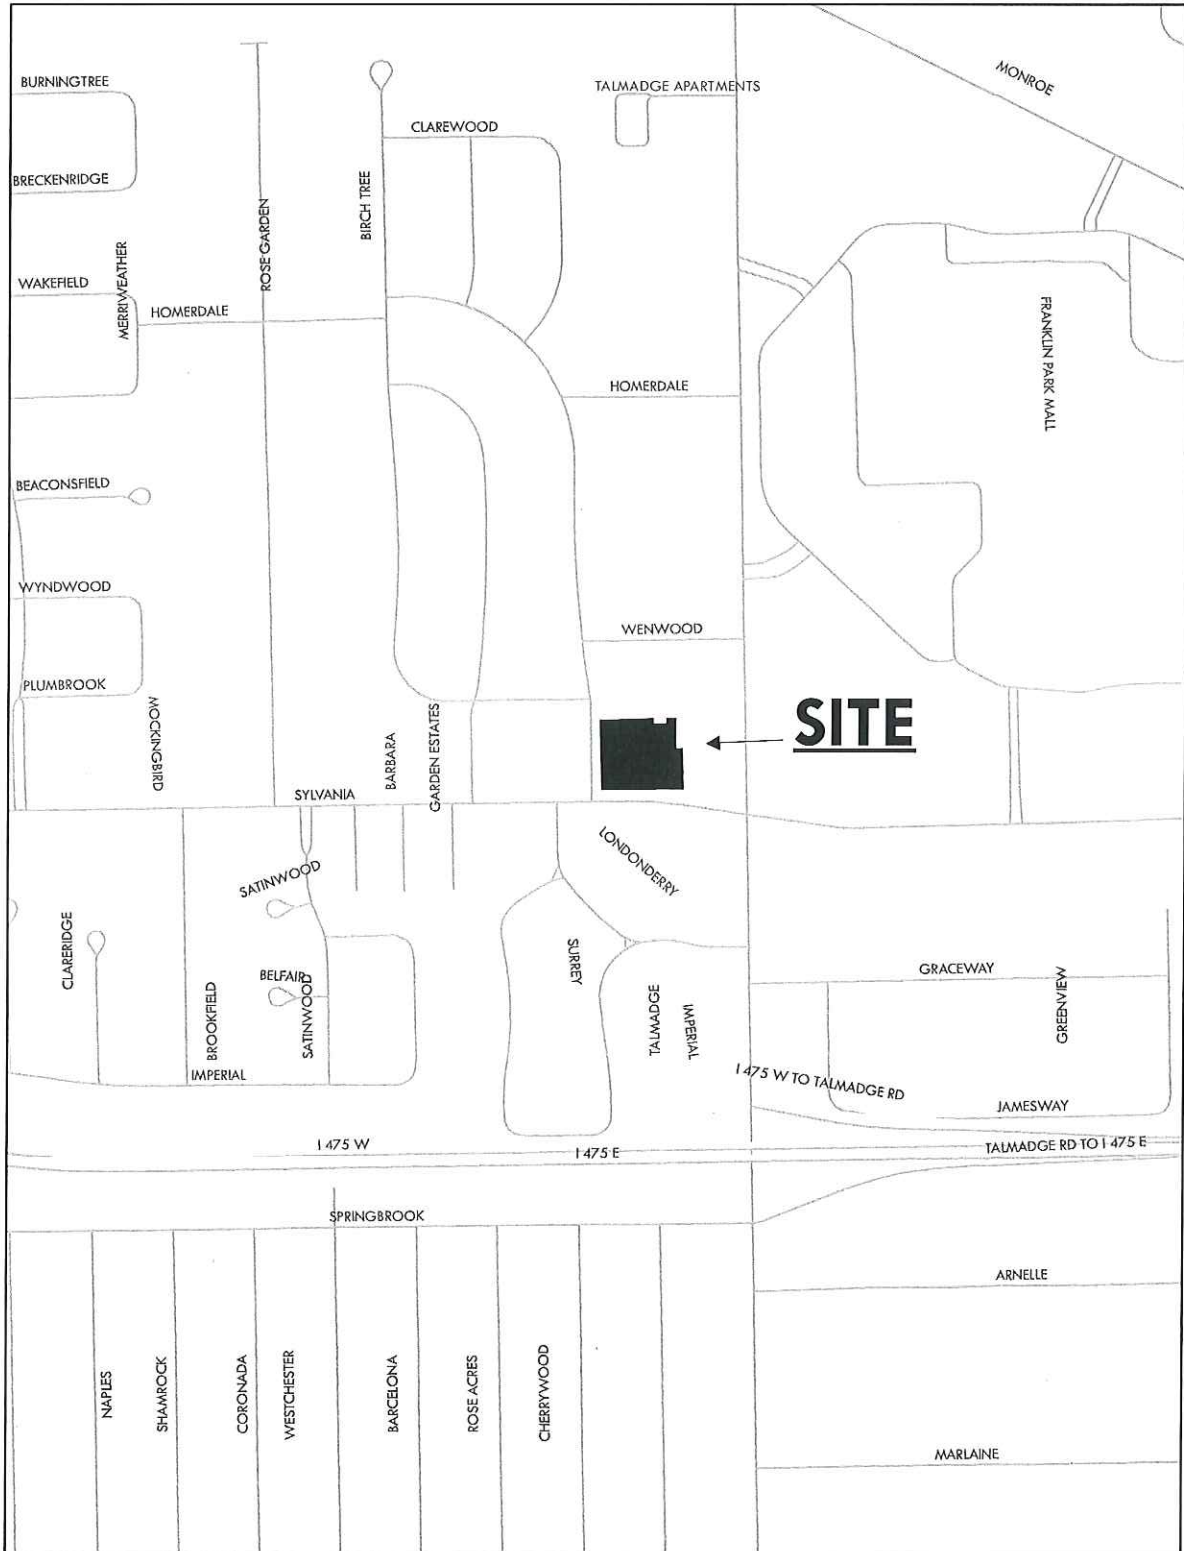 MONROE
BURNINGTREE
TALMADGE APARTMENTS
CLAREWOOD
BRECKENRIDGE
BIRCH TREE
ROSE GARDEN
MERRIWEATHER
WAKEFIELD
HOMERDALE
FRANKLIN PARK MALL
HOMERDALE
BEACONSFIELD
WYNDWOOD
WENWOOD
PLUMBROOK
MOCKINGBIRD
BARBARA
GARDEN ESTATES
SITE
SYLVANIA
LONDONDERRY
SATINWOOD
CLARERIDGE
SURREY
BELFAIR
SATINWOOD
BROOKFIELD
TALMADGE
IMPERIAL
GRACEWAY
GREENVIEW
IMPERIAL
I 475 W TO TALMADGE RD
JAMESWAY
I 475 W
I 475 E
TALMADGE RD TO I 475 E
SPRINGBROOK
ARNELLE
NAPLES
SHAMROCK
CORONADA
WESTCHESTER
BARCELONA
ROSE ACRES
CHERRYWOOD
MARLAINE